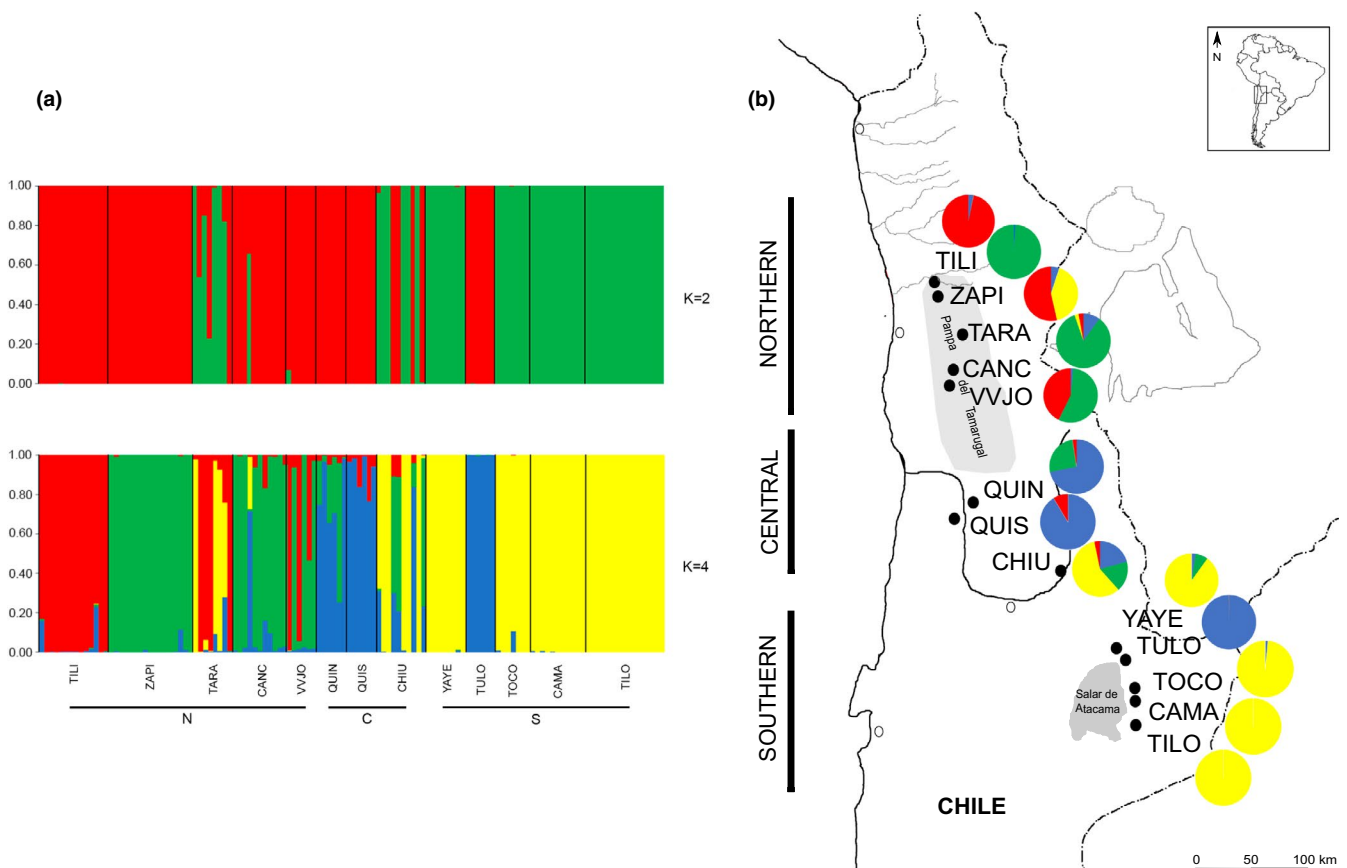 (a)
1.00
0.80
0.60
0.40
0.20
0.00
K=2
1.00
0.80
0.60
0.40
0.20
0.00
K=4
TILI
ZAPI
TARA
CANC
VVJO
QUIN
QUIS
CHIU
YAYE
TULO
TOCO
CAMA
TILO
N
C
S
(b)
N
NORTHERN
CENTRAL
SOUTHERN
TILI
ZAPI
TARA
CANC
VVJO
Pampa del Tamarugal
QUIN
QUIS
CHIU
YAYE
TULO
TOCO
CAMA
TILO
Salar de
Atacama
CHILE
0 50 100 km